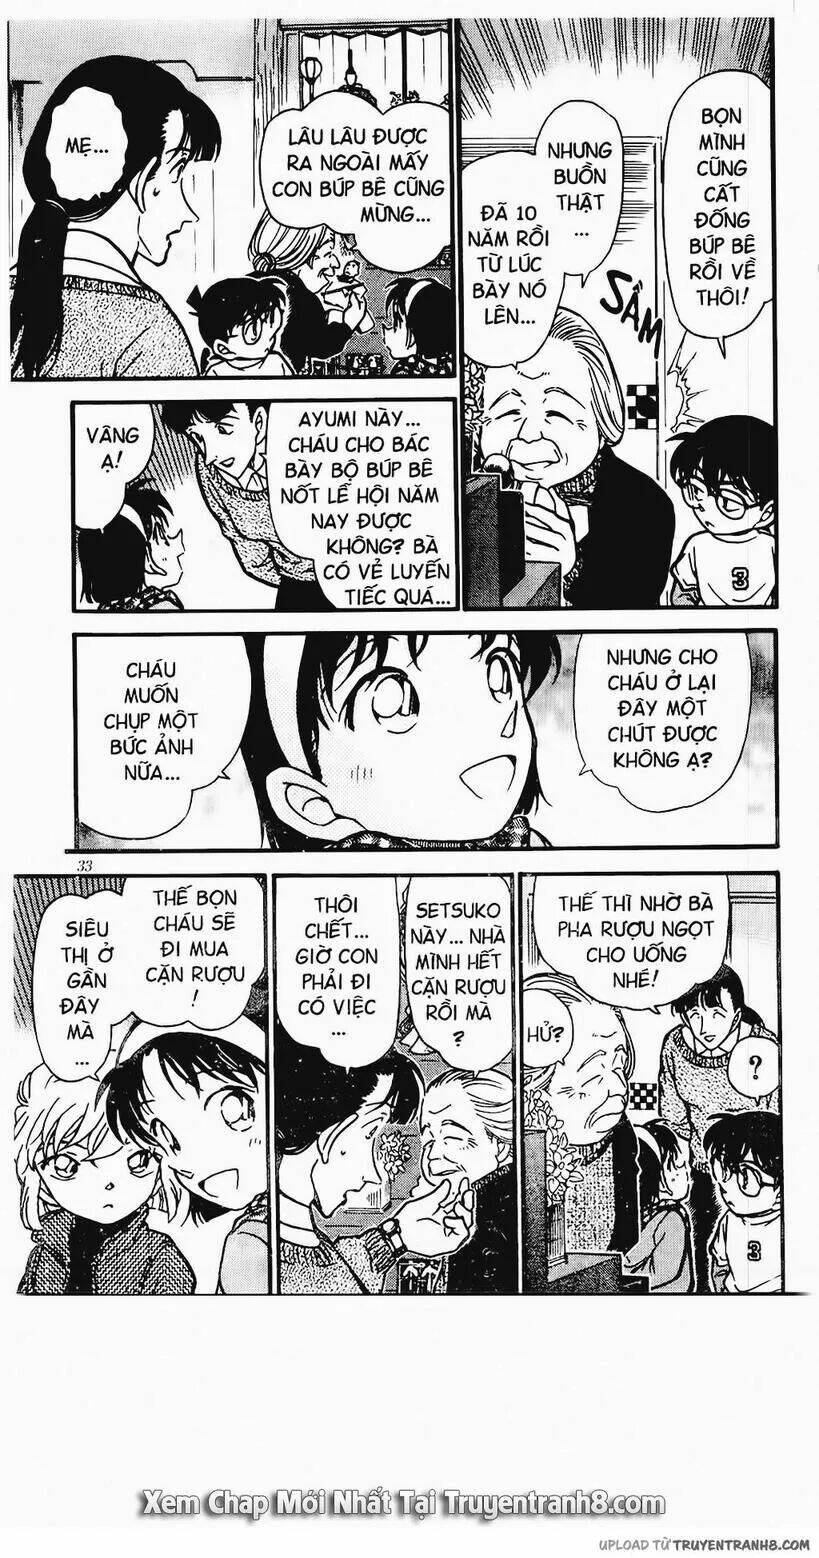 BỌN
MÌNH
CŨNG
CẤT
ĐỐNG
BÚP BÊ
RỒI VỀ
THÔI!
NHƯNG
BUỒN
THẬT
...
ĐÃ 10
NĂM RỒI
TỪ LÚC
BÀY NÓ
LÊN...
SẦM
LÂU LÂU ĐƯỢC
RA NGOÀI MẤY
CON BÚP BÊ CŨNG
MỪNG...
MẸ...
3
AYUMI NÀY...
CHÁU CHO BÁC
BÀY BỘ BÚP BÊ
NỐT LỄ HỘI NĂM
NAY ĐƯỢC
KHÔNG? BÀ
CÓ VẺ LUYẾN
TIẾC QUÁ...
VÂNG
Ạ!
NHƯNG CHO
CHÁU Ở LẠI
ĐÂY MỘT
CHÚT ĐƯỢC
KHÔNG Ạ?
CHÁU
MUỐN
CHỤP MỘT
BỨC ẢNH
NỮA...
33
THẾ THÌ NHỜ BÀ
PHA RƯỢU NGỌT
CHO UỐNG
NHÉ!
HỬ?
?
3
SETSUKO
NÀY... NHÀ
MÌNH HẾT
CẶN RƯỢU
RỒI MÀ
?
THÔI
CHẾT...
GIỜ CON
PHẢI ĐI
CÓ VIỆC
...
THẾ BỌN
CHÁU SẼ
ĐI MUA
CẶN RƯỢU
!
SIÊU
THỊ Ở
GẦN
ĐÂY
MÀ
...
Xem Chap Mới Nhất Tại Truyentranh8.com
UPLOAD TỪ TRUYENTRANH8.COM